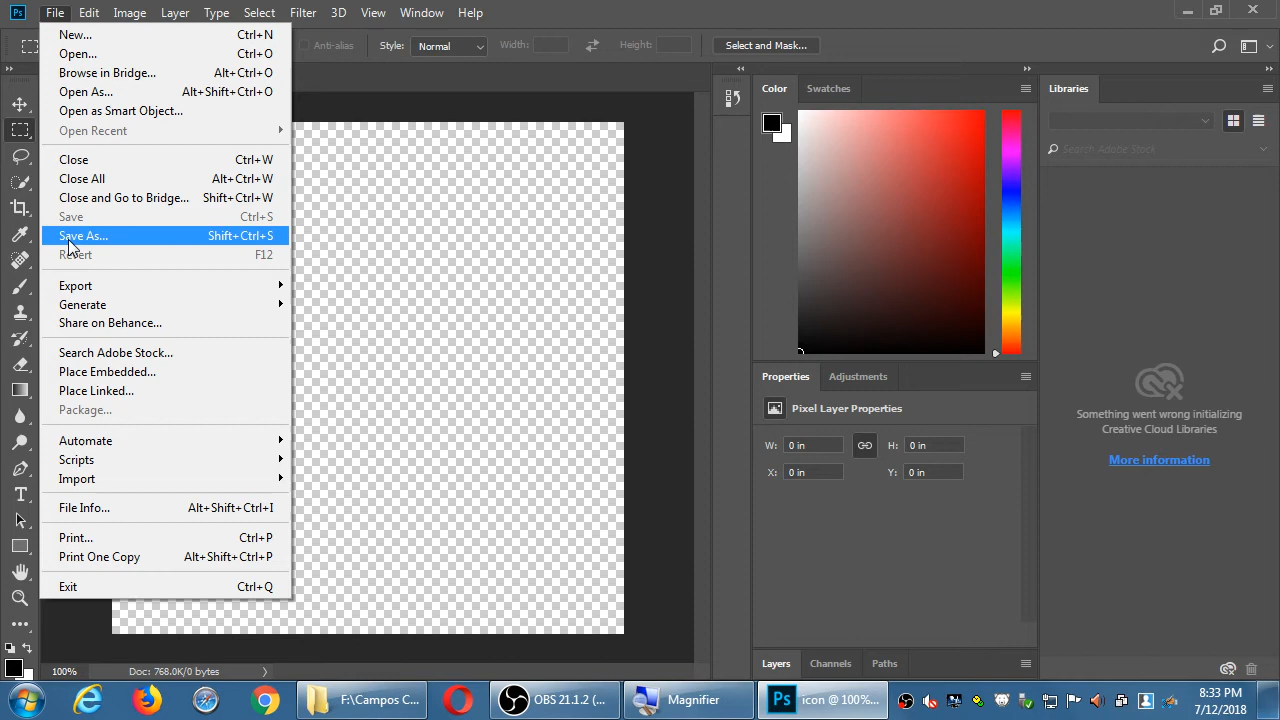 Ps File Edit Image Layer Type Select Filter 3D View Window Help
Anti-alias Style: Normal Width: Height: Select and Mask...
New... Ctrl+N
Open... Ctrl+O
Browse in Bridge... Alt+Ctrl+O
Open As... Alt+Shift+Ctrl+O
Open as Smart Object...
Open Recent
Close Ctrl+W
Close All Alt+Ctrl+W
Close and Go to Bridge... Shift+Ctrl+W
Save Ctrl+S
Save As... Shift+Ctrl+S
Revert F12
Export
Generate
Share on Behance...
Search Adobe Stock...
Place Embedded...
Place Linked...
Package...
Automate
Scripts
Import
File Info... Alt+Shift+Ctrl+I
Print... Ctrl+P
Print One Copy Alt+Shift+Ctrl+P
Exit Ctrl+Q
Color Swatches
Properties Adjustments
Pixel Layer Properties
W: 0 in H: 0 in
X: 0 in Y: 0 in
Layers Channels Paths
Libraries
Search Adobe Stock
Something went wrong initializing
Creative Cloud Libraries
More information
100% Doc: 768.0K/0 bytes
F:\Campos C... OBS 21.1.2 (... Magnifier Ps icon @ 100%...
8:33 PM
7/12/2018